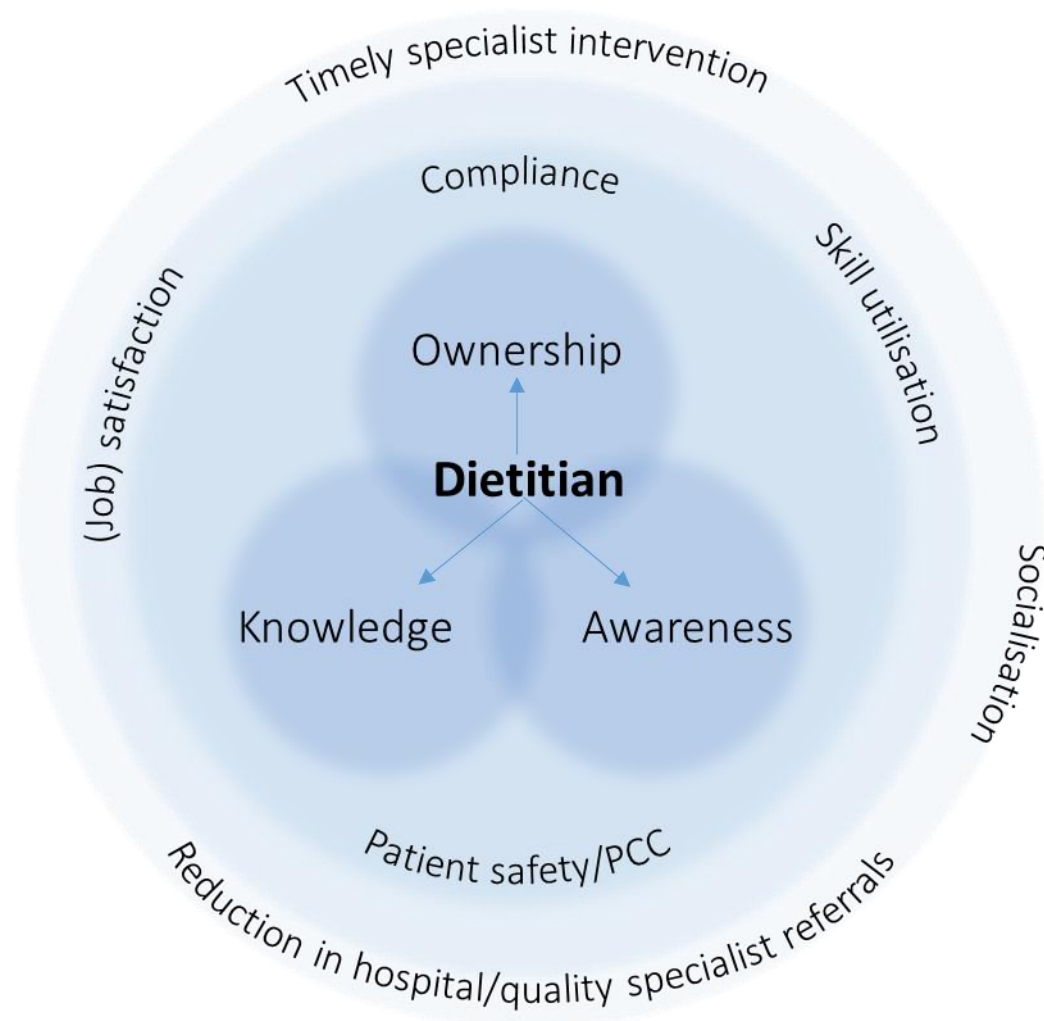 Timely specialist intervention
Compliance
Skill utilisation
(Job) satisfaction
Ownership
Dietitian
Knowledge
Awareness
Socialisation
Patient safety/PCC
Reduction in hospital/quality specialist referrals